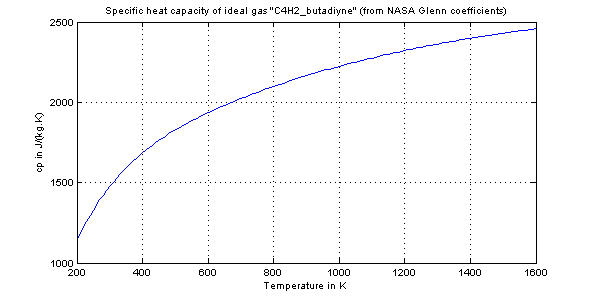 Specific heat capacity of ideal gas "C4H2_butadiyne" (from NASA Glenn coefficients)
2500
2000
1500
1000
cp in J/(kg.K)
200 400 600 800 1000 1200 1400 1600
Temperature in K